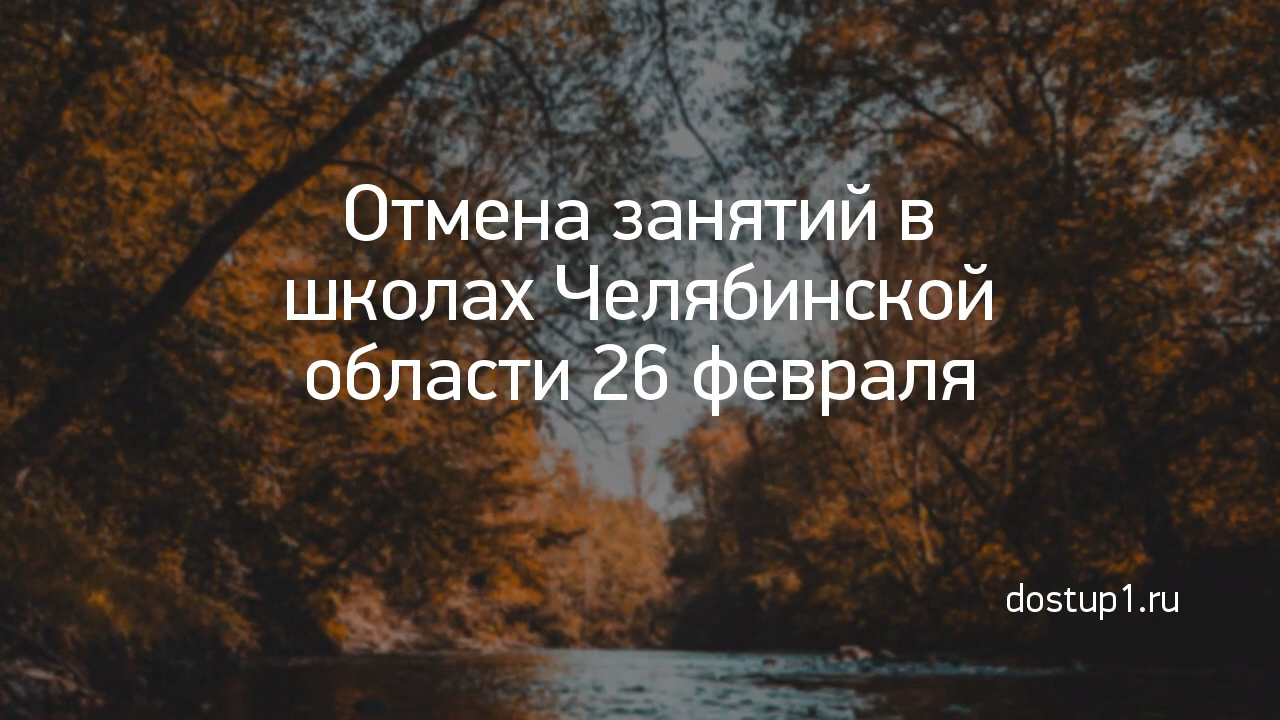 Отмена занятий в
школах Челябинской
области 26 февраля
dostup1.ru